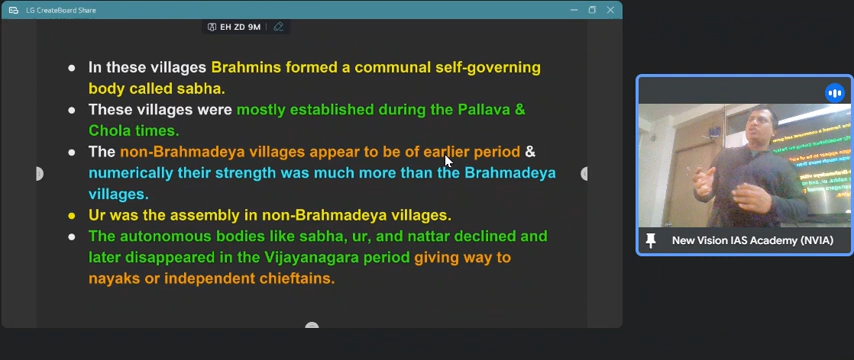 LG CreateBoard Share
EH ZD 9M
In these villages Brahmins formed a communal self-governing
body called sabha.
These villages were mostly established during the Pallava &
Chola times.
The non-Brahmadeya villages appear to be of earlier period &
numerically their strength was much more than the Brahmadeya
villages.
Ur was the assembly in non-Brahmadeya villages.
The autonomous bodies like sabha, ur, and nattar declined and
later disappeared in the Vijayanagara period giving way to
nayaks or independent chieftains.
New Vision IAS Academy (NVIA)